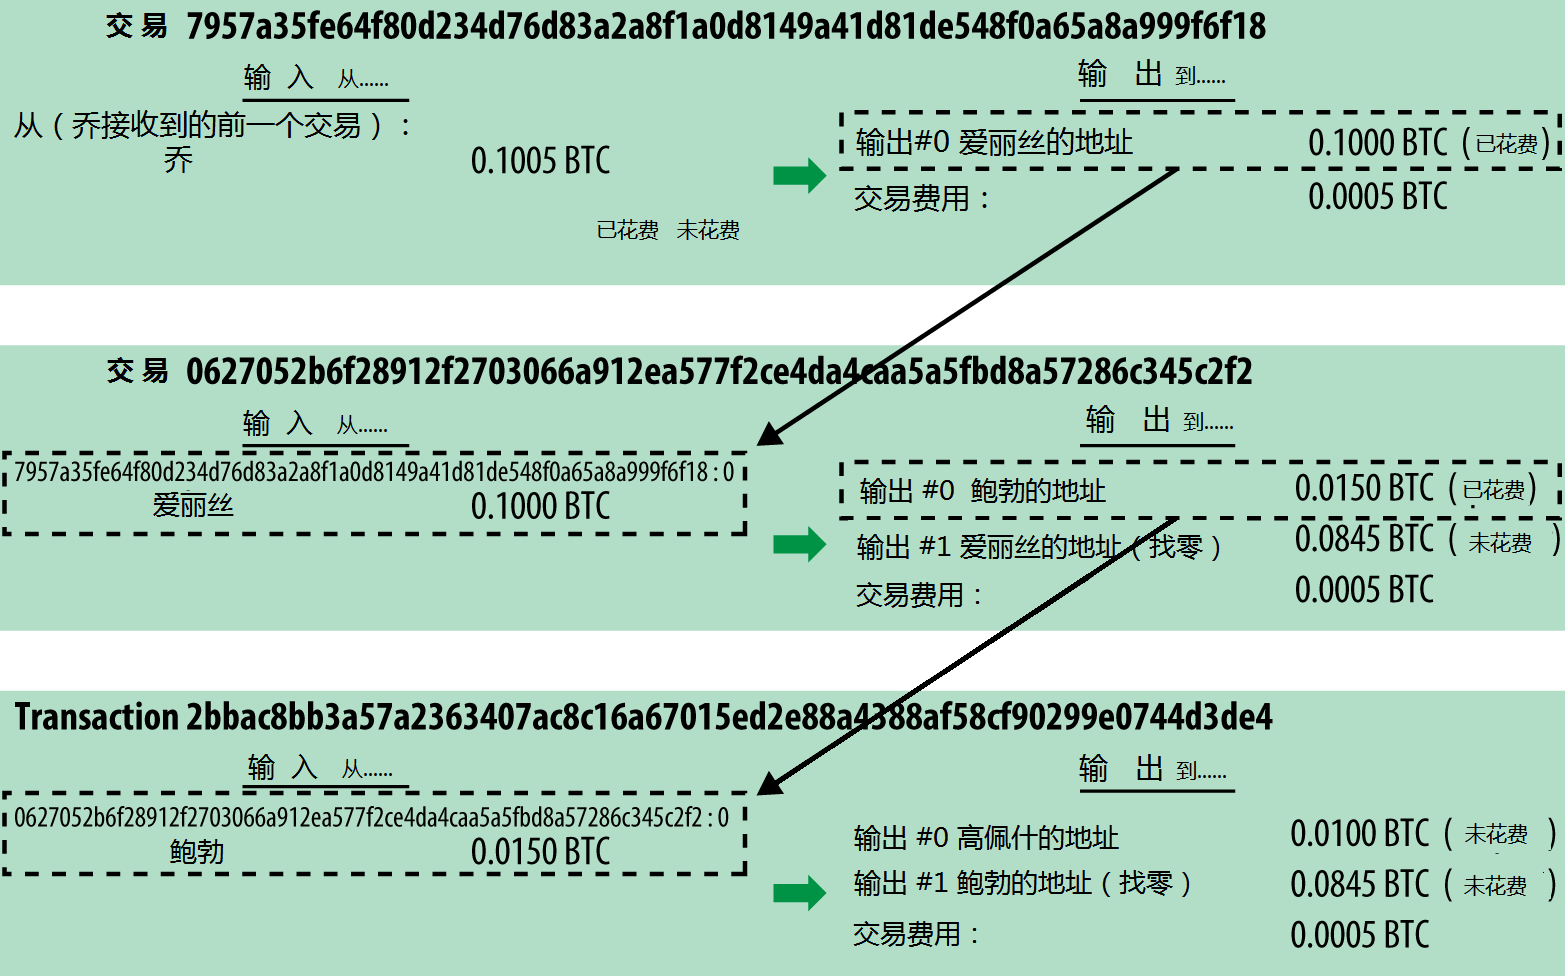 交易 7957a35fe64f80d234d76d83a2a8f1a0d8149a41d81de548f0a65a8a999f6f18
输入 从......
输出 到......
从（乔接收到的前一个交易）：
乔 0.1005 BTC
输出#0 爱丽丝的地址 0.1000 BTC (已花费)
交易费用： 0.0005 BTC
已花费 未花费
交易 0627052b6f28912f2703066a912ea577f2ce4da4caa5a5fbd8a57286c345c2f2
输入 从......
输出 到......
7957a35fe64f80d234d76d83a2a8f1a0d8149a41d81de548f0a65a8a999f6f18 : 0
爱丽丝 0.1000 BTC
输出 #0 鲍勃的地址 0.0150 BTC (已花费)
输出 #1 爱丽丝的地址（找零） 0.0845 BTC (未花费)
交易费用： 0.0005 BTC
Transaction 2bbac8bb3a57a2363407ac8c16a67015ed2e88a4388af58cf90299e0744d3de4
输入 从......
输出 到......
0627052b6f28912f2703066a912ea577f2ce4da4caa5a5fbd8a57286c345c2f2 : 0
鲍勃 0.0150 BTC
输出 #0 高佩什的地址 0.0100 BTC (未花费)
输出 #1 鲍勃的地址（找零） 0.0845 BTC (未花费)
交易费用： 0.0005 BTC